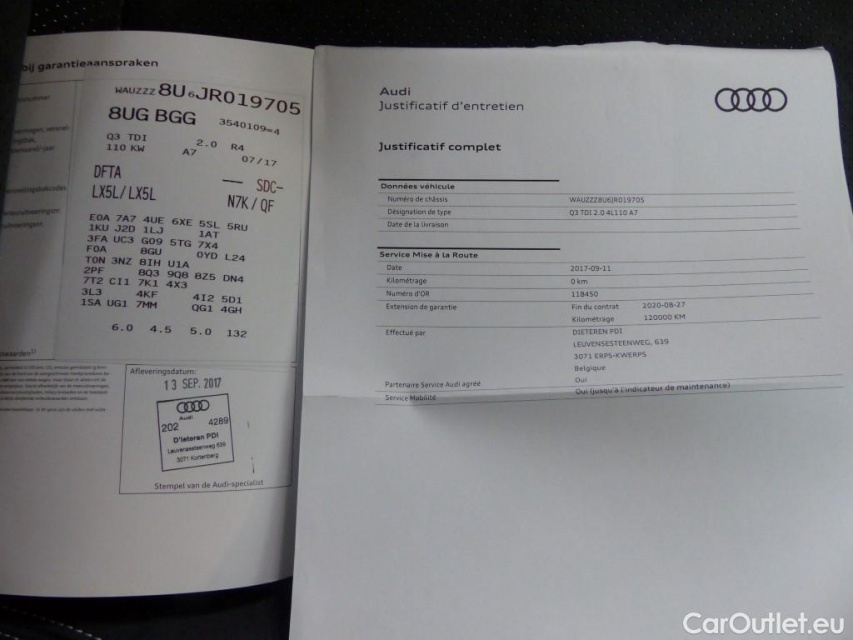 bij garantieaanspraken
WAUZZZ 8U6JR019705
8UG BGG 3540109=4
Q3 TDI 2.0 R4
110 KW A7 07/17
DFTA — SDC-
LX5L/LX5L N7K/QF
E0A 7A7 4UE 6XE 5SL 5RU
1KU J2D 1LJ 1AT
3FA UC3 G09 5TG 7X4
F0A 8GU 0YD L24
T0N 3NZ 8IH U1A
2PF 8Q3 9Q8 8Z5 DN4
7T2 CI1 7K1 4X3
3L3 4KF 4I2 5D1
1SA UG1 7MM QG1 4GH
6.0 4.5 5.0 132
Afleveringsdatum:
13 SEP. 2017
Audi
202 4289
D'Ieteren PDI
Leuvensesteenweg 639
3071 Kortenberg
Stempel van de Audi-specialist
Audi
Justificatif d'entretien
Justificatif complet
Données véhicule
Numéro de châssis WAUZZZ8U6JR019705
Désignation de type Q3 TDI 2.0 4L110 A7
Date de la livraison
Service Mise à la Route
Date 2017-09-11
Kilométrage 0 km
Numéro d'OR 118450
Extension de garantie Fin du contrat 2020-08-27
Kilométrage 120000 KM
Effectué par DIETEREN PDI
LEUVENSESTEENWEG, 639
3071 ERPS-KWERPS
Belgique
Partenaire Service Audi agréé Oui
Service Mobilité Oui (jusqu'à l'indicateur de maintenance)
CarOutlet.eu